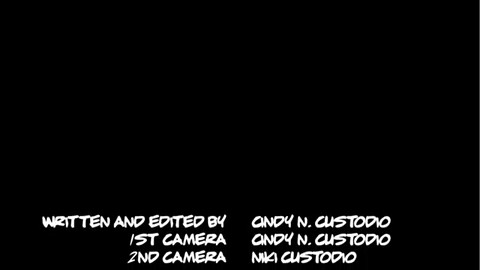 WRITTEN AND EDITED BY CINDY N. CUSTODIO
1ST CAMERA CINDY N. CUSTODIO
2ND CAMERA NIKI CUSTODIO